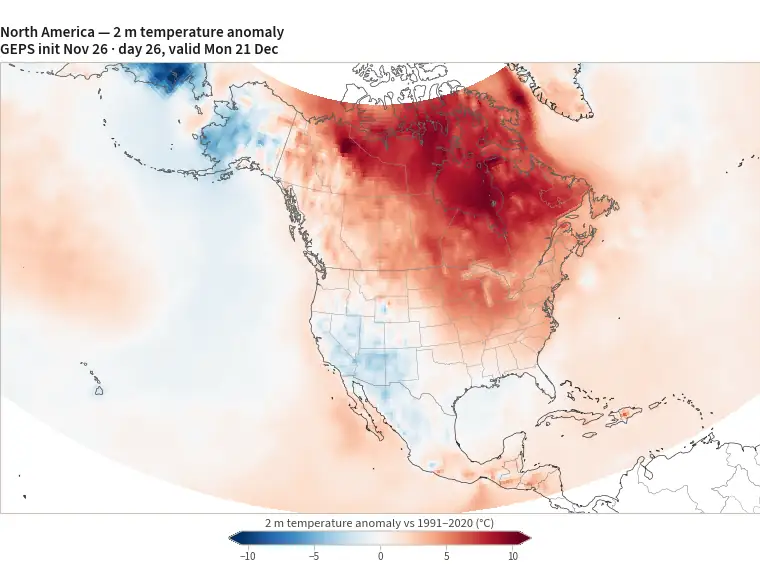 North America — 2 m temperature anomaly
GEPS init Nov 26 · day 26, valid Mon 21 Dec
2 m temperature anomaly vs 1991–2020 (°C)
−10 −5 0 5 10